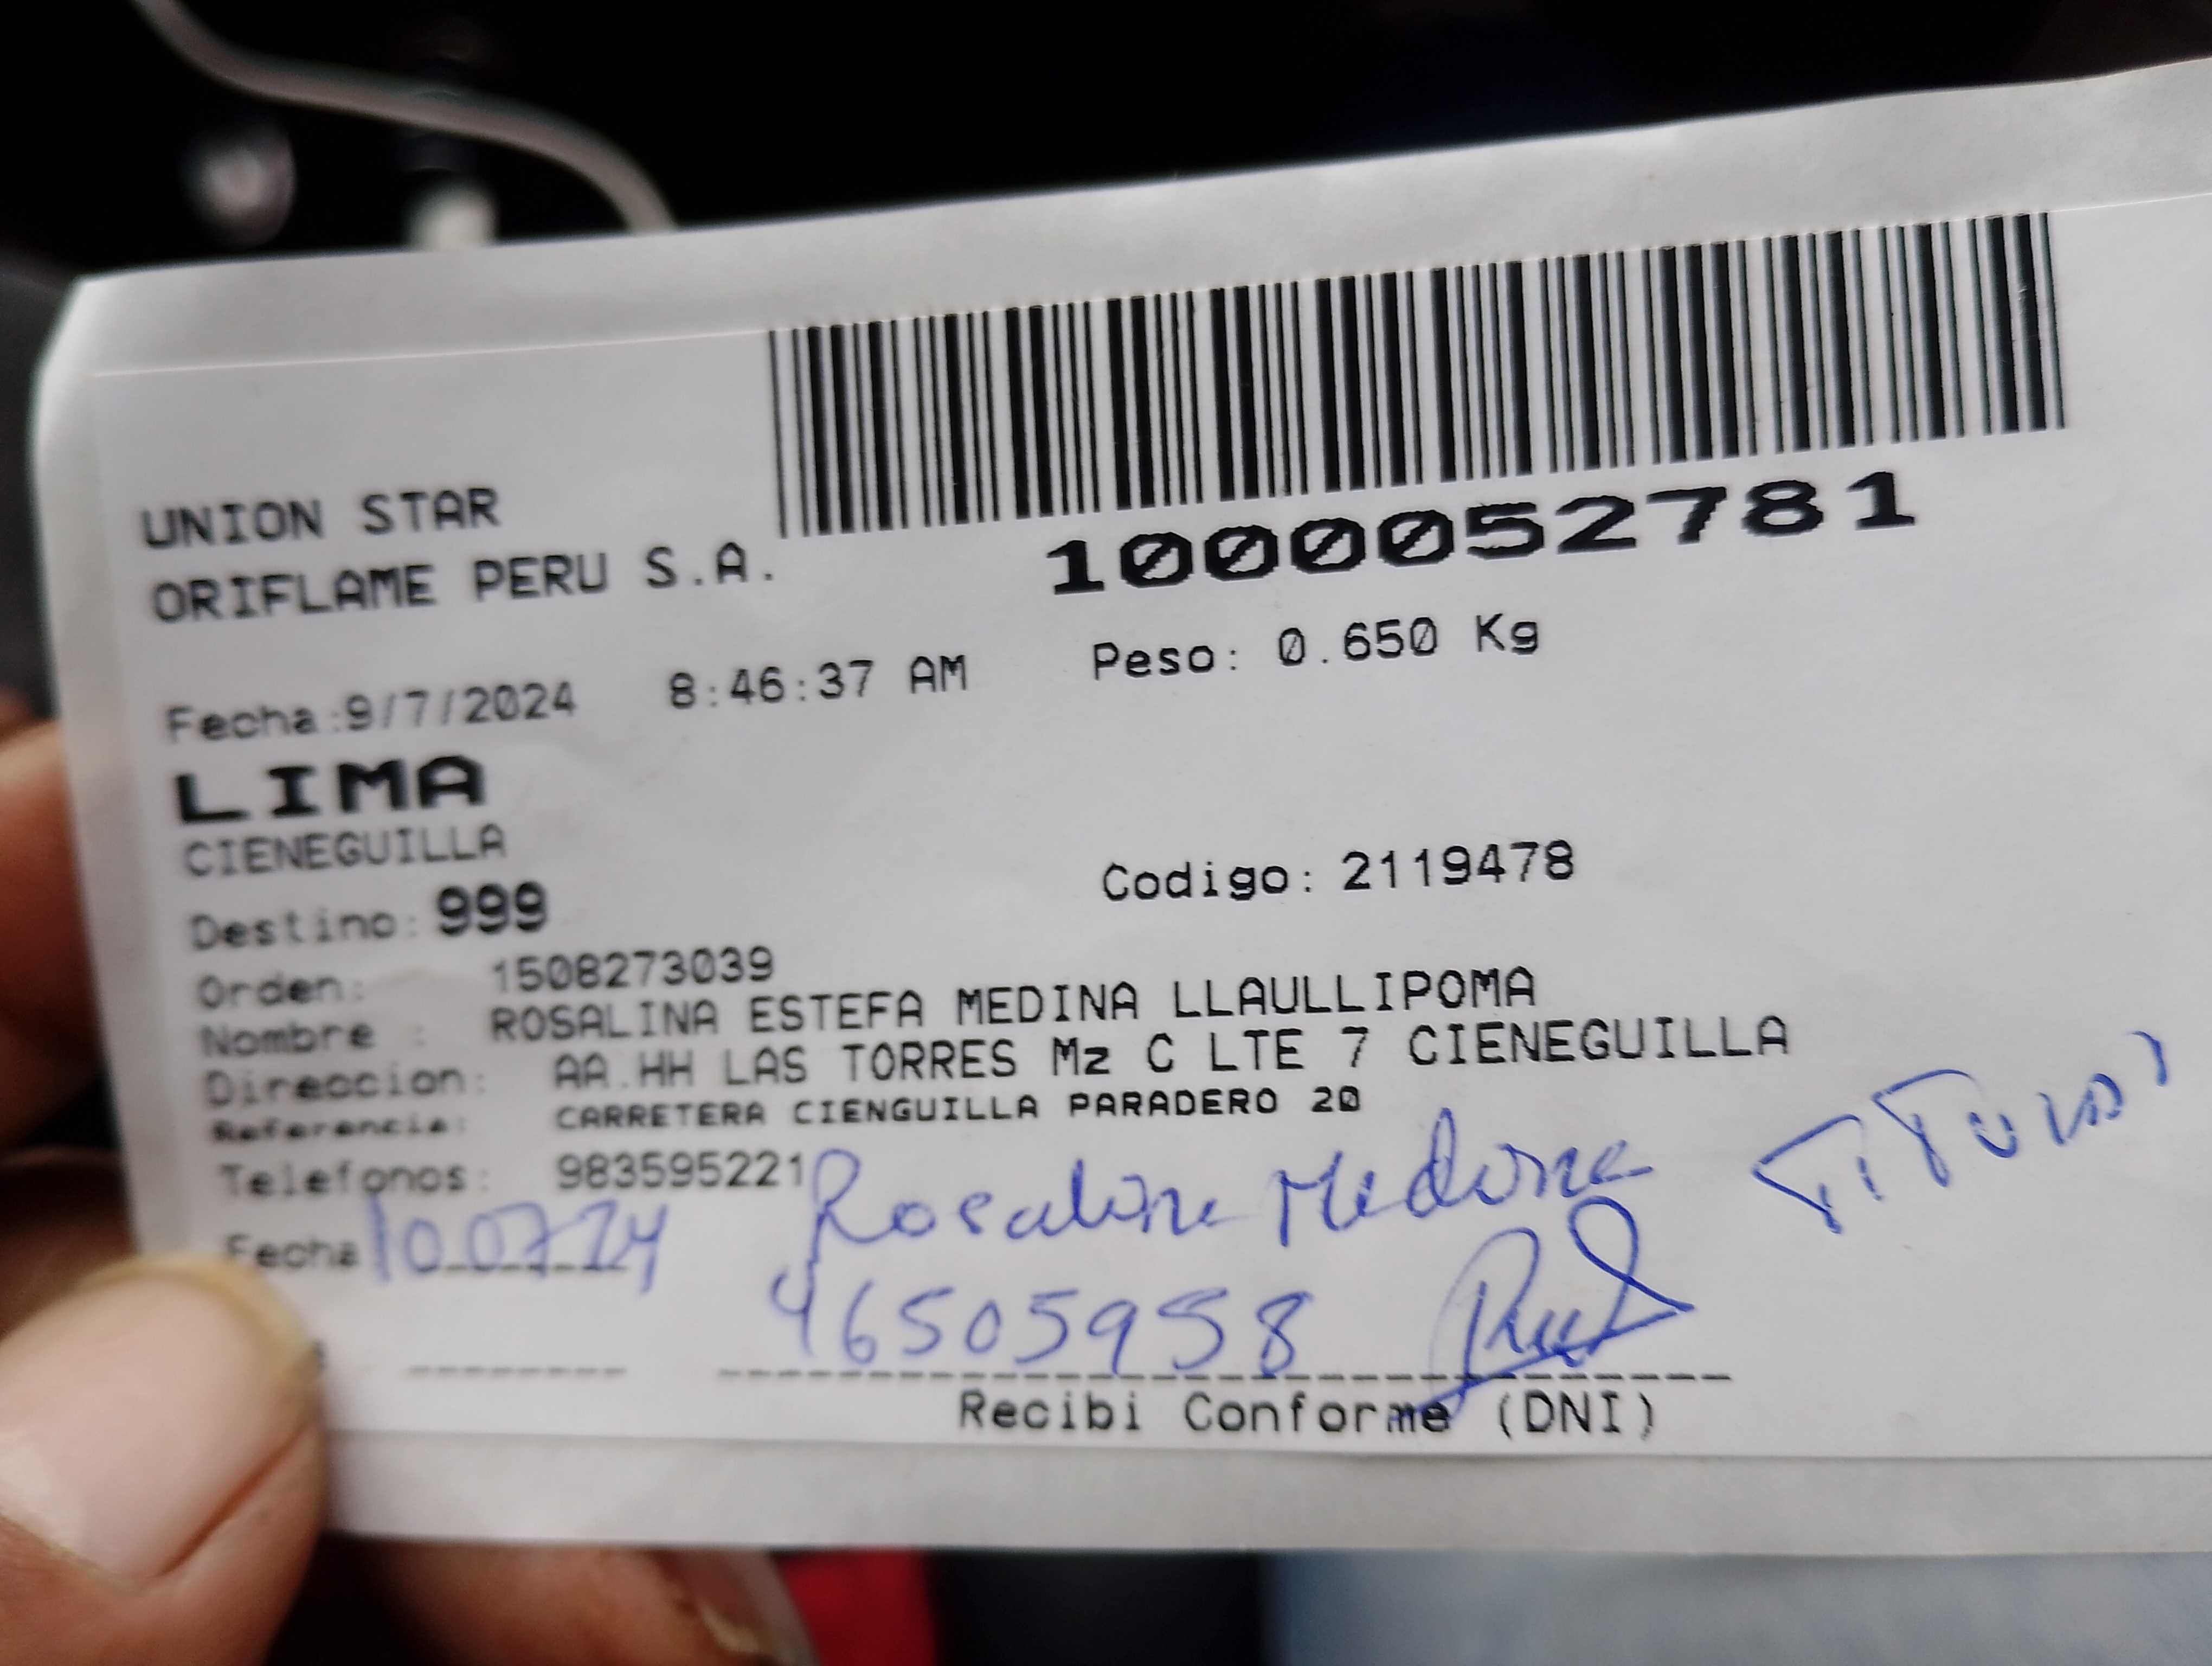 UNION STAR
ORIFLAME PERU S.A.
1000052781
Fecha:9/7/2024 8:46:37 AM Peso: 0.650 Kg
LIMA
CIENEGUILLA
Destino: 999 Codigo: 2119478
Orden: 1508273039
Nombre : ROSALINA ESTEFA MEDINA LLAULLIPOMA
Direccion: AA.HH LAS TORRES Mz C LTE 7 CIENEGUILLA
Referencia: CARRETERA CIENGUILLA PARADERO 20
Telefonos: 983595221 Rosalina Medina
Fecha 10.07.24
46505958
Recibi Conforme (DNI)